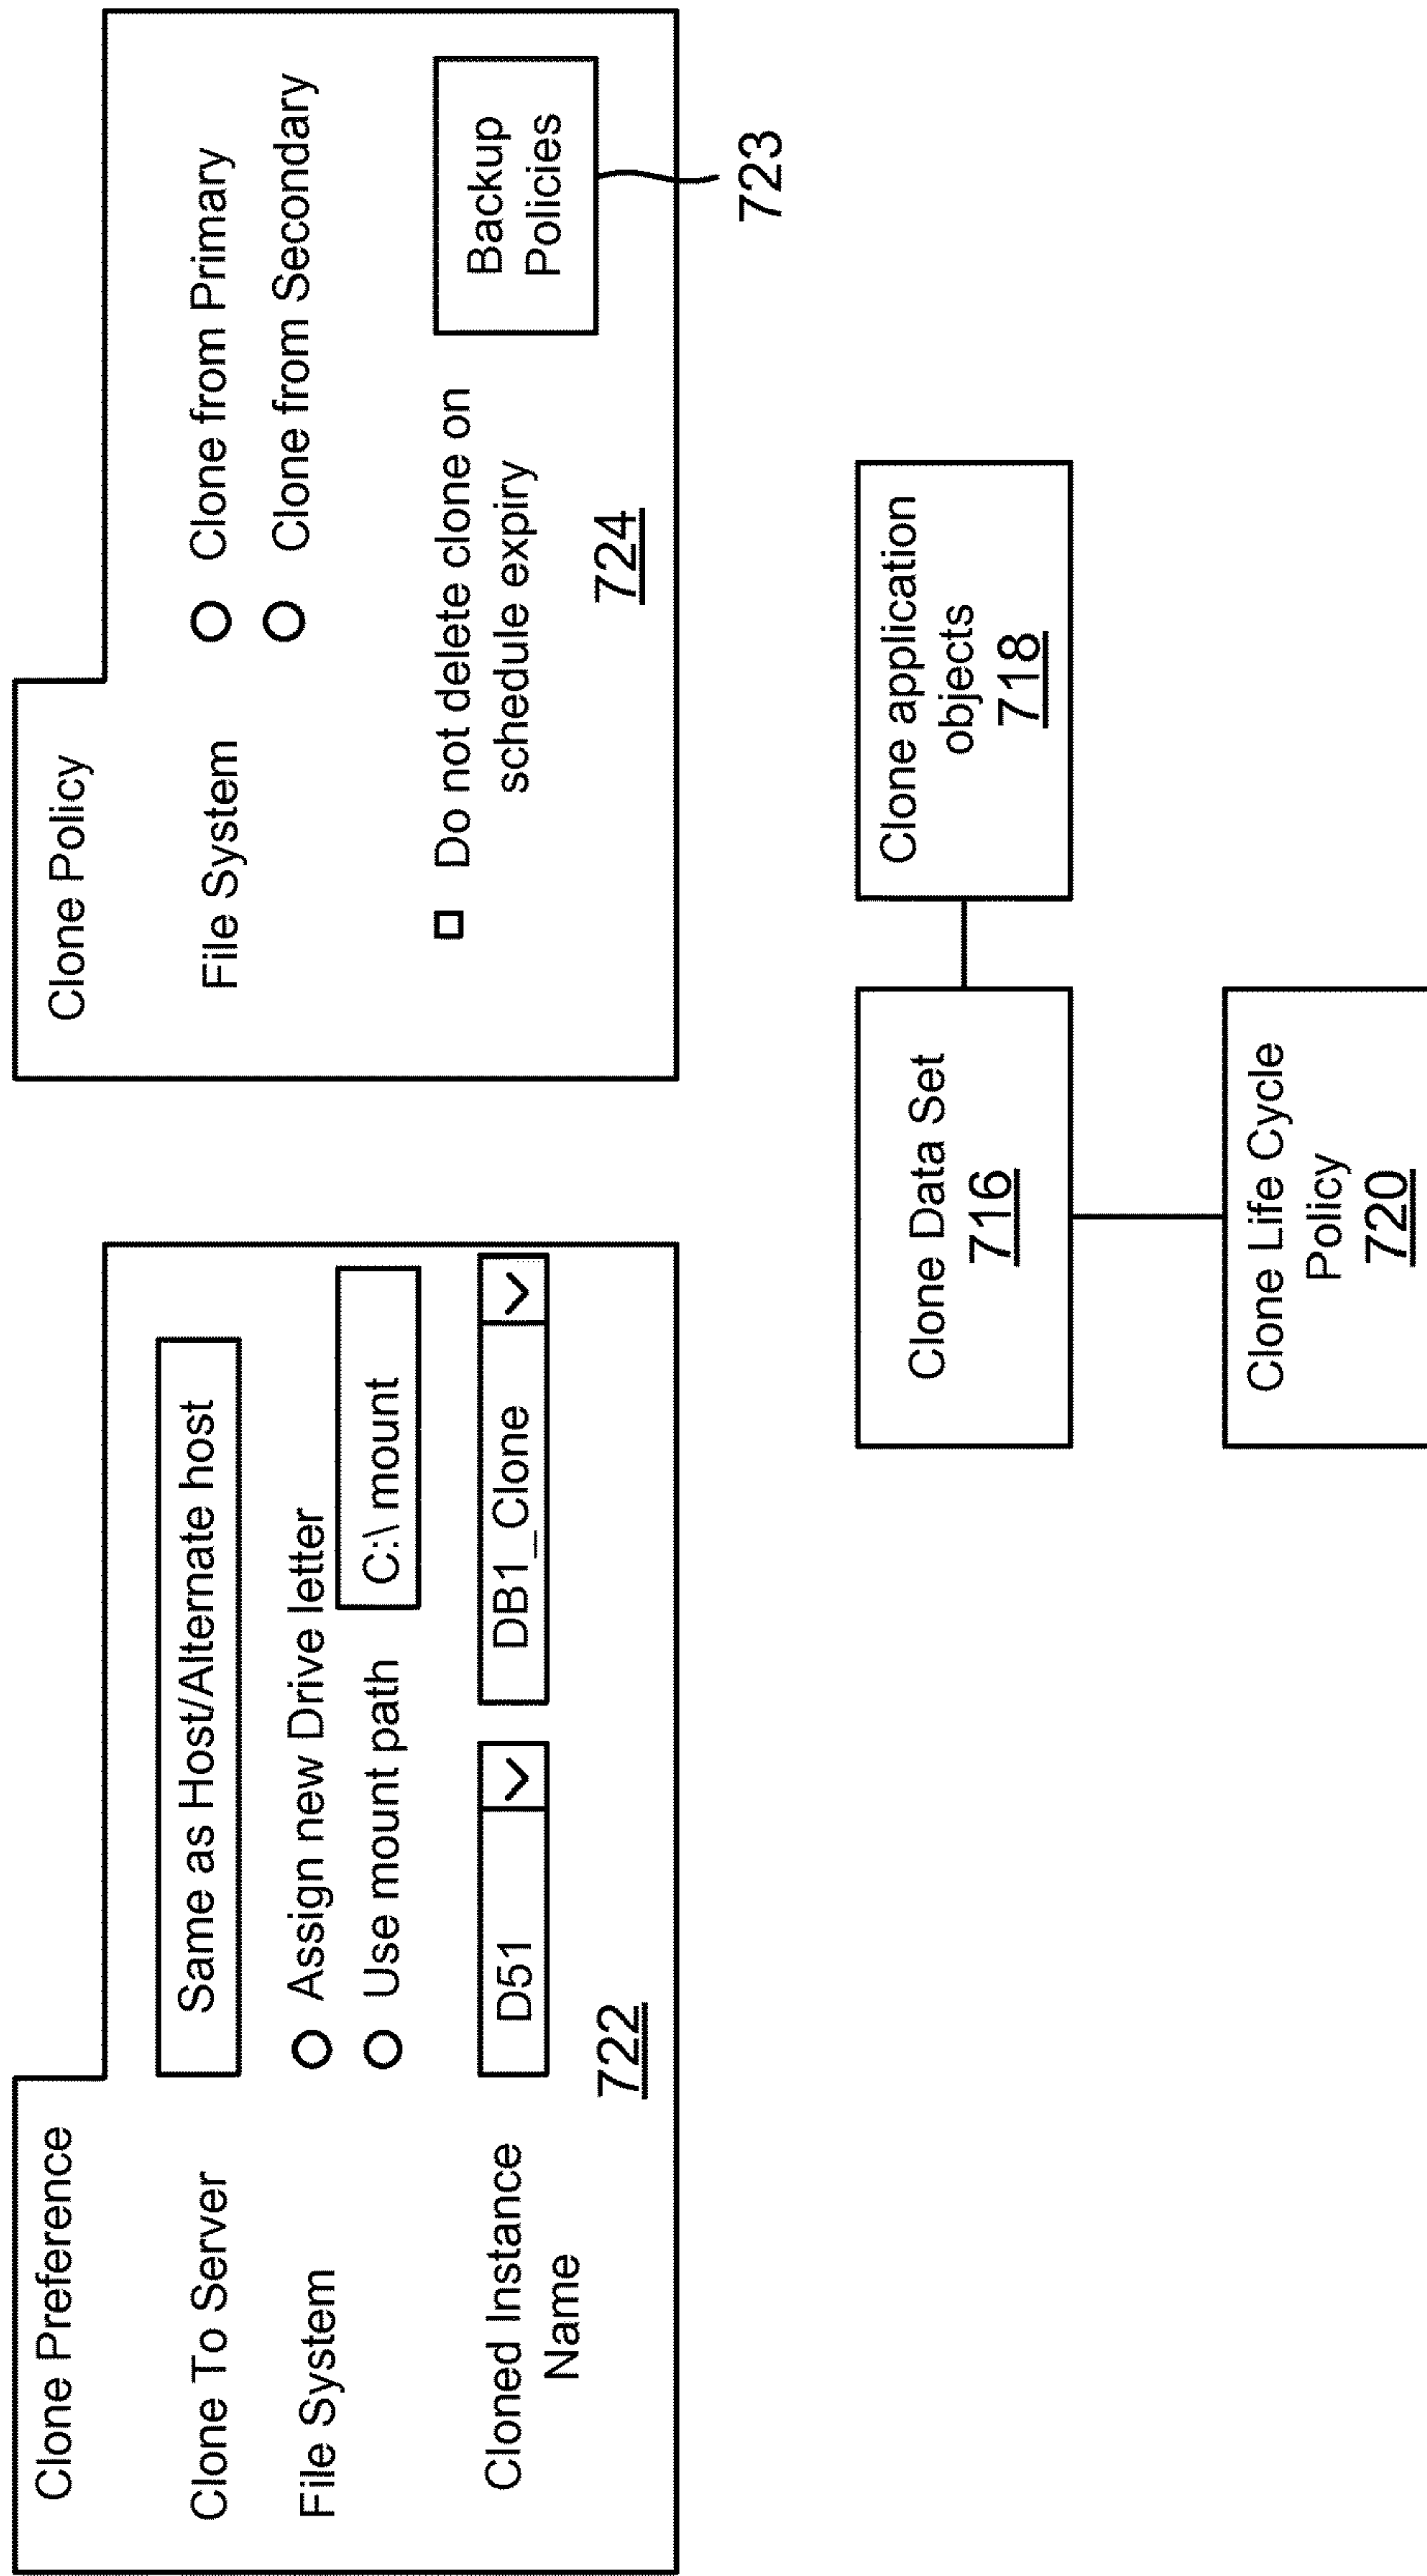 Clone Preference
Clone To Server
Same as Host/Alternate host
File System
Assign new Drive letter
Use mount path
C:\ mount
Cloned Instance
Name
D51
DB1_Clone
722
Clone Policy
File System
Clone from Primary
Clone from Secondary
Do not delete clone on
schedule expiry
Backup
Policies
724
723
Clone Data Set
716
Clone application
objects
718
Clone Life Cycle
Policy
720